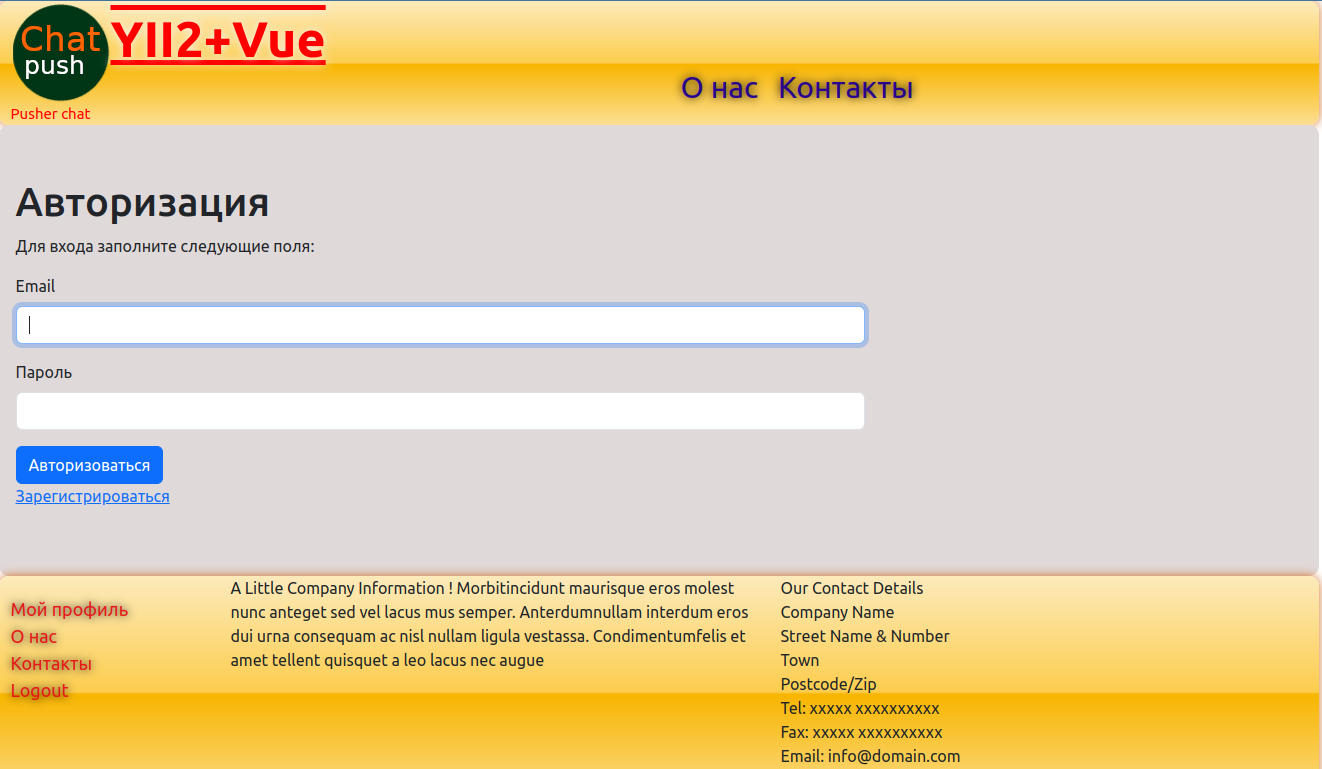 Chat
push
YII2+Vue
О нас Контакты
Pusher chat
Авторизация
Для входа заполните следующие поля:
Email
Пароль
Авторизоваться
Зарегистрироваться
Мой профиль
О нас
Контакты
Logout
A Little Company Information ! Morbitincidunt maurisque eros molest
nunc anteget sed vel lacus mus semper. Anterdumnullam interdum eros
dui urna consequam ac nisl nullam ligula vestassa. Condimentumfelis et
amet tellent quisquet a leo lacus nec augue
Our Contact Details
Company Name
Street Name & Number
Town
Postcode/Zip
Tel: xxxxx xxxxxxxxxx
Fax: xxxxx xxxxxxxxxx
Email: info@domain.com